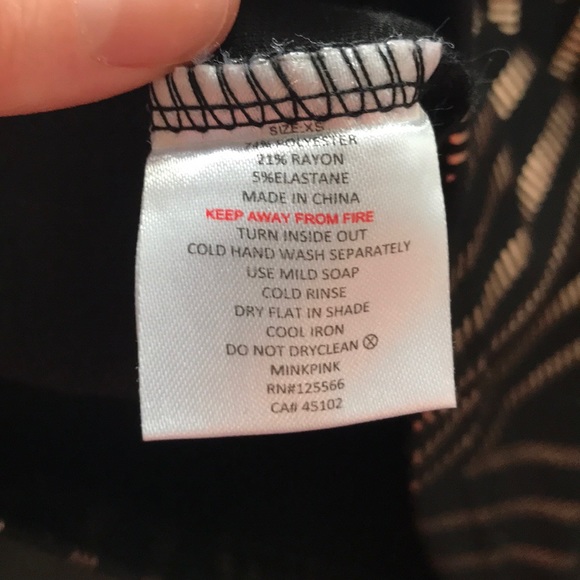 SIZE:XS
74% POLYESTER
21% RAYON
5%ELASTANE
MADE IN CHINA
KEEP AWAY FROM FIRE
TURN INSIDE OUT
COLD HAND WASH SEPARATELY
USE MILD SOAP
COLD RINSE
DRY FLAT IN SHADE
COOL IRON
DO NOT DRYCLEAN Ⓧ
MINKPINK
RN#125566
CA# 45102